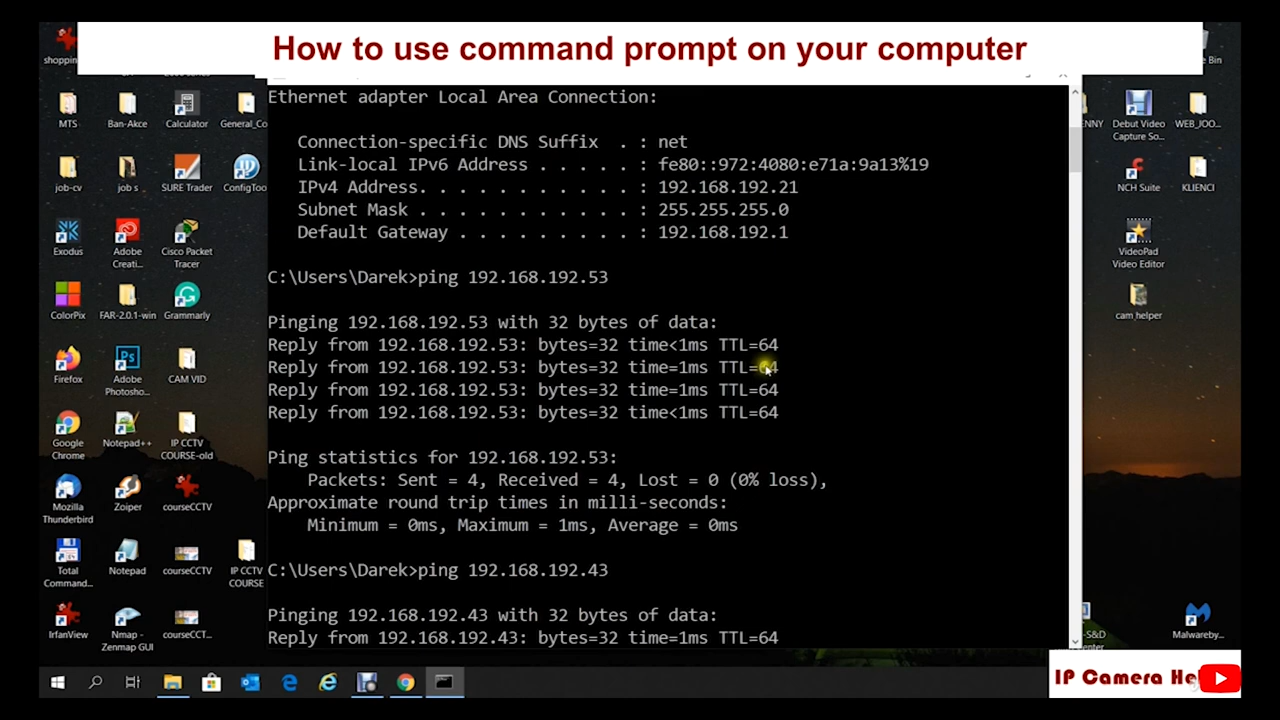 How to use command prompt on your computer
Ethernet adapter Local Area Connection:
Connection-specific DNS Suffix . : net
Link-local IPv6 Address . . . . . : fe80::972:4080:e71a:9a13%19
IPv4 Address. . . . . . . . . . . : 192.168.192.21
Subnet Mask . . . . . . . . . . . : 255.255.255.0
Default Gateway . . . . . . . . . : 192.168.192.1
C:\Users\Darek>ping 192.168.192.53
Pinging 192.168.192.53 with 32 bytes of data:
Reply from 192.168.192.53: bytes=32 time<1ms TTL=64
Reply from 192.168.192.53: bytes=32 time=1ms TTL=64
Reply from 192.168.192.53: bytes=32 time=1ms TTL=64
Reply from 192.168.192.53: bytes=32 time<1ms TTL=64
Ping statistics for 192.168.192.53:
Packets: Sent = 4, Received = 4, Lost = 0 (0% loss),
Approximate round trip times in milli-seconds:
Minimum = 0ms, Maximum = 1ms, Average = 0ms
C:\Users\Darek>ping 192.168.192.43
Pinging 192.168.192.43 with 32 bytes of data:
Reply from 192.168.192.43: bytes=32 time=1ms TTL=64
shoppin
MTS
Ban-Akce
Calculator
General_Co
job-cv
job s
SURE Trader
ConfigToo
Exodus
Adobe
Creati...
Cisco Packet
Tracer
ColorPix
FAR-2.0.1-win
Grammarly
Firefox
Adobe
Photosho...
CAM VID
Google
Chrome
Notepad++
IP CCTV
COURSE-old
Mozilla
Thunderbird
Zoiper
courseCCTV
Total
Comman...
Notepad
courseCCTV
IP CCTV
COURSE
IrfanView
Nmap -
Zenmap GUI
courseCCT...
e Bin
ENNY
Debut Video
Capture So...
WEB_JOO...
NCH Suite
KLIENCI
VideoPad
Video Editor
cam helper
-S&D
Center
Malwareby...
IP Camera Hel